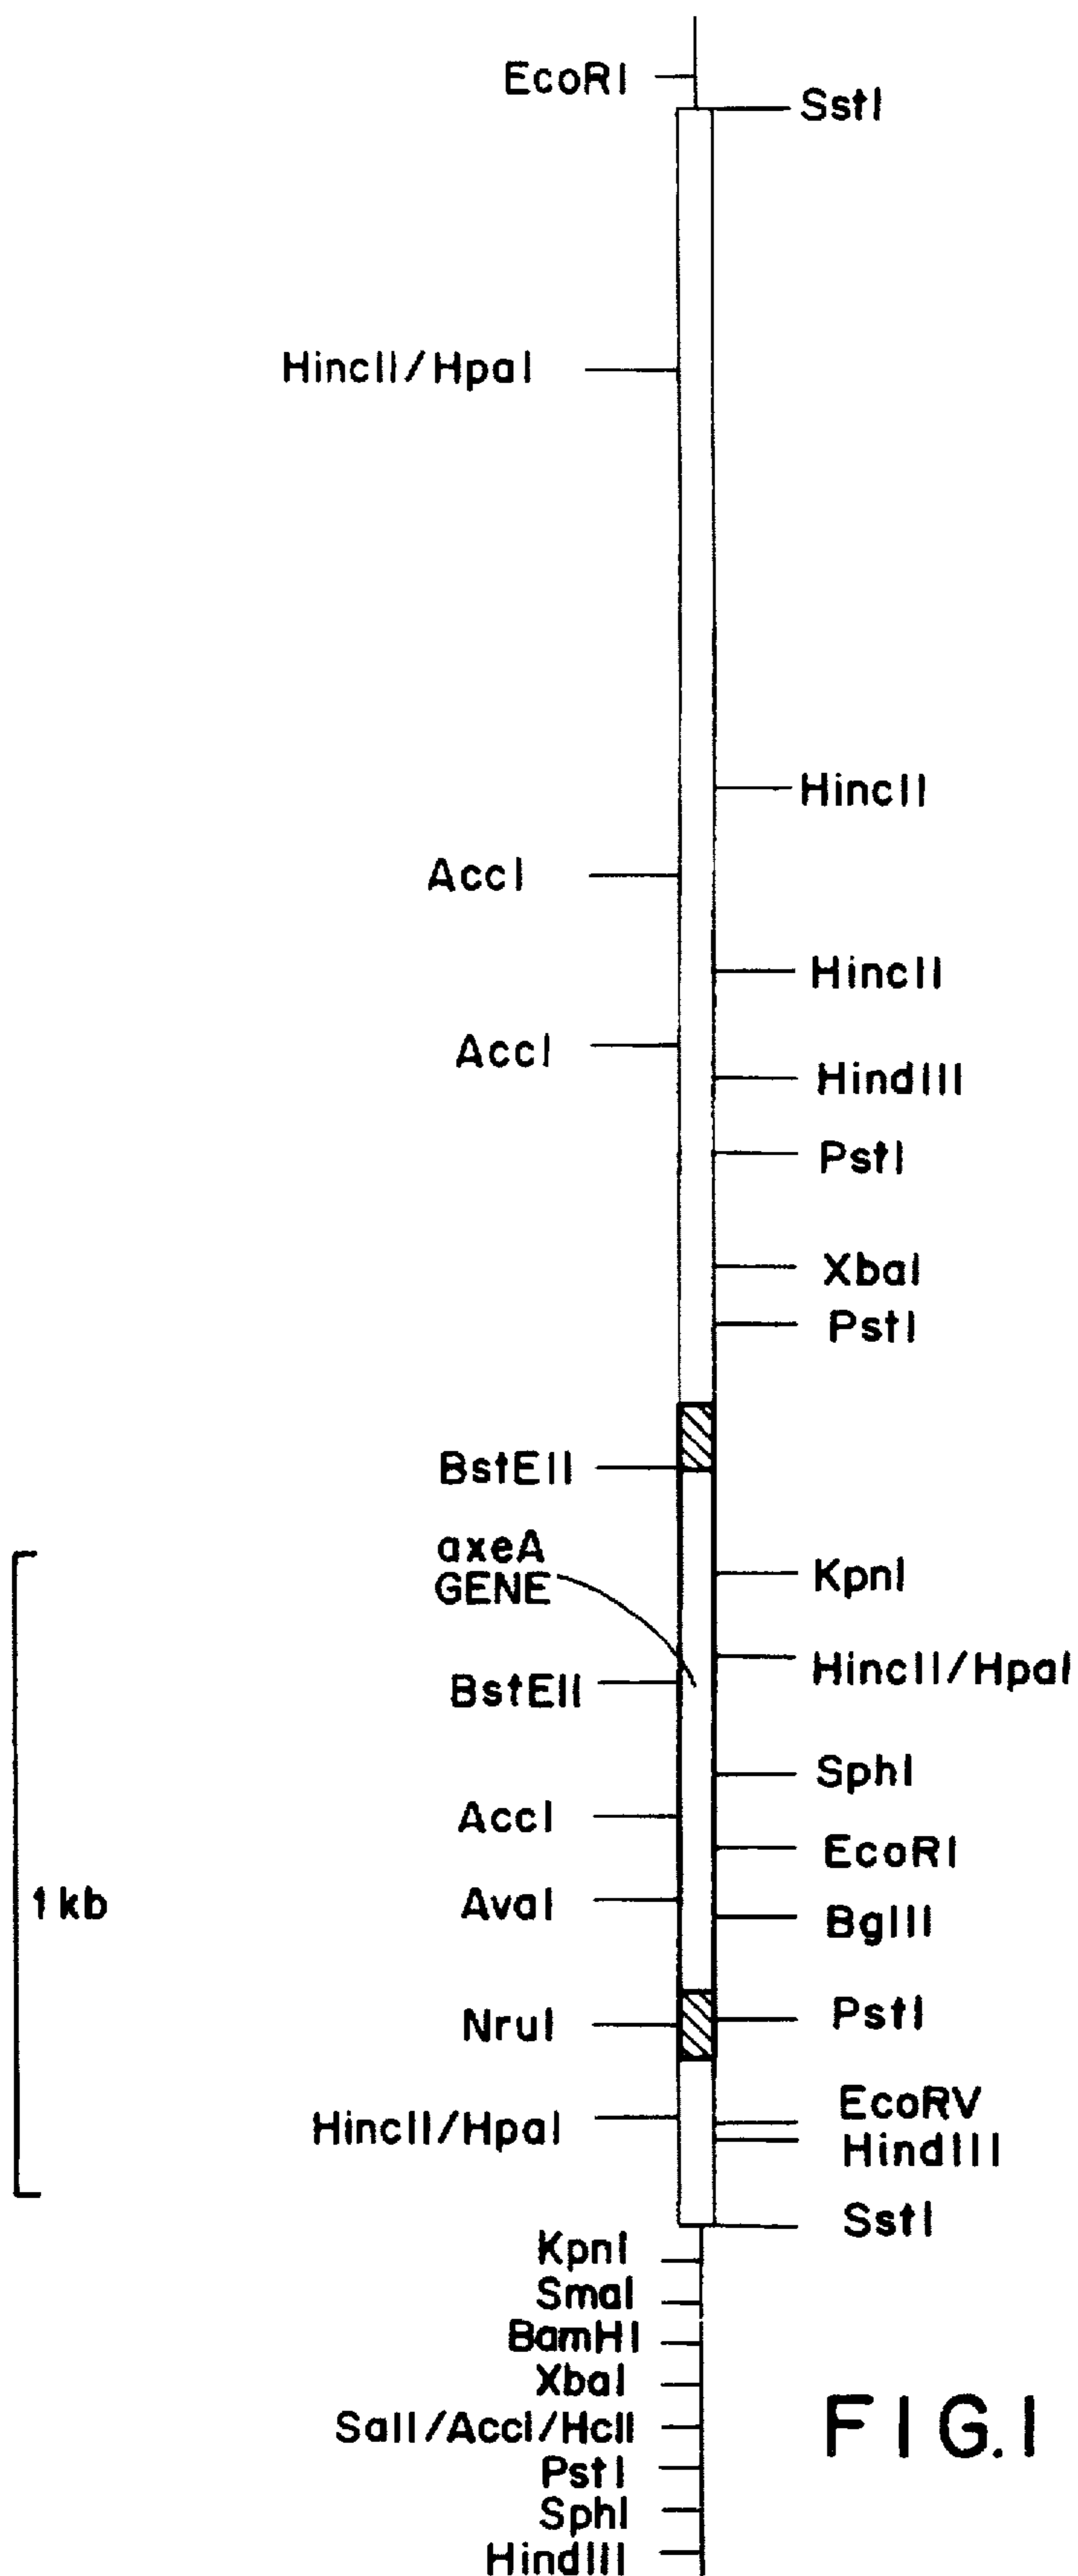 EcoRI
SstI
HincII/HpaI
HincII
AccI
HincII
AccI
HindIII
PstI
XbaI
PstI
BstEII
axeA
GENE
KpnI
HincII/HpaI
BstEII
SphI
AccI
EcoRI
1 kb
AvaI
BglII
NruI
PstI
EcoRV
HincII/HpaI
HindIII
SstI
KpnI
SmaI
BamHI
XbaI
SalI/AccI/HcII
PstI
SphI
HindIII
FIG. 1